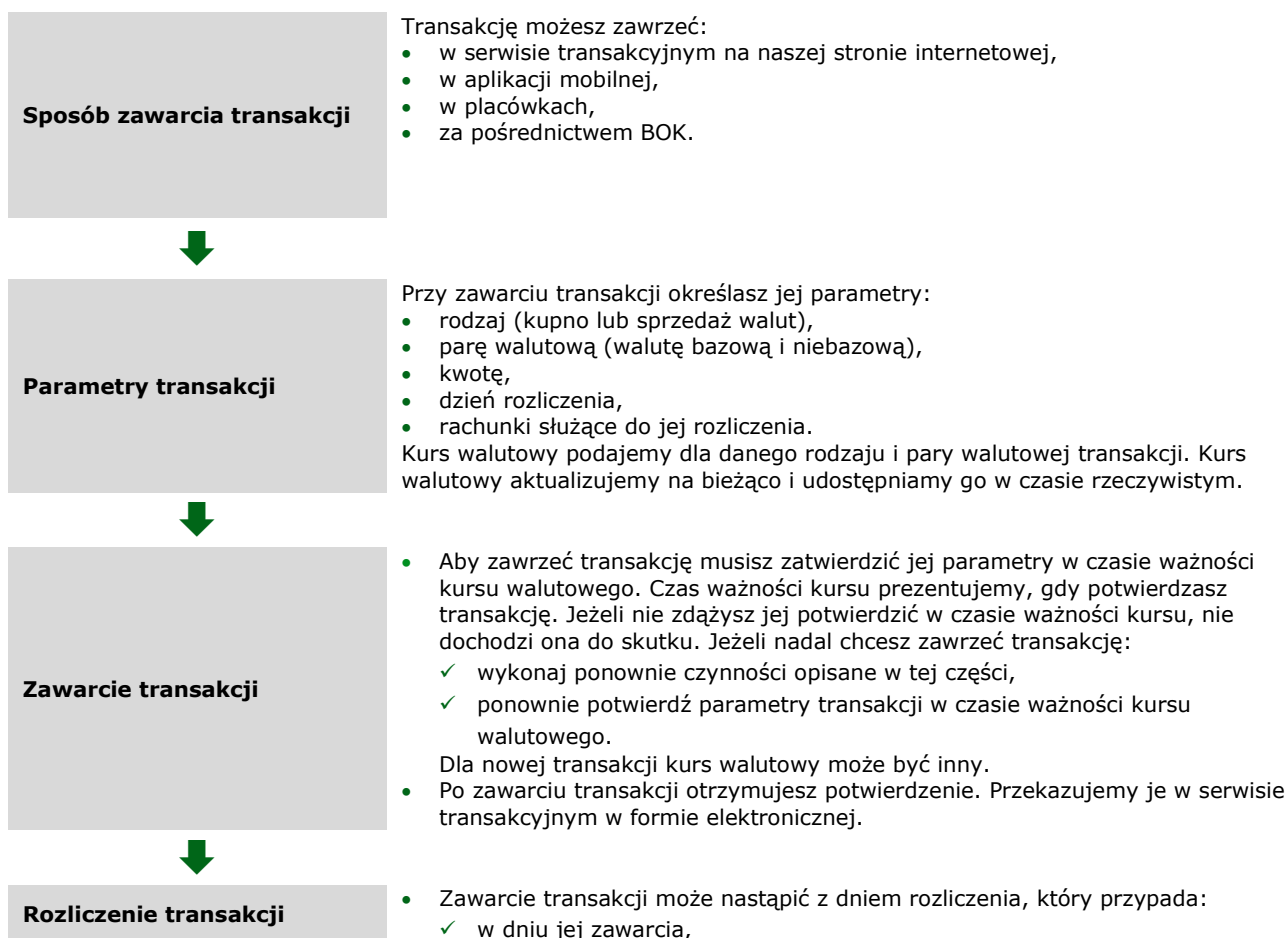 Sposób zawarcia transakcji
Transakcję możesz zawrzeć:
• w serwisie transakcyjnym na naszej stronie internetowej,
• w aplikacji mobilnej,
• w placówkach,
• za pośrednictwem BOK.
Parametry transakcji
Przy zawarciu transakcji określasz jej parametry:
• rodzaj (kupno lub sprzedaż walut),
• parę walutową (walutę bazową i niebazową),
• kwotę,
• dzień rozliczenia,
• rachunki służące do jej rozliczenia.
Kurs walutowy podajemy dla danego rodzaju i pary walutowej transakcji. Kurs
walutowy aktualizujemy na bieżąco i udostępniamy go w czasie rzeczywistym.
Zawarcie transakcji
• Aby zawrzeć transakcję musisz zatwierdzić jej parametry w czasie ważności
kursu walutowego. Czas ważności kursu prezentujemy, gdy potwierdzasz
transakcję. Jeżeli nie zdążysz jej potwierdzić w czasie ważności kursu, nie
dochodzi ona do skutku. Jeżeli nadal chcesz zawrzeć transakcję:
✓ wykonaj ponownie czynności opisane w tej części,
✓ ponownie potwierdź parametry transakcji w czasie ważności kursu
walutowego.
Dla nowej transakcji kurs walutowy może być inny.
• Po zawarciu transakcji otrzymujesz potwierdzenie. Przekazujemy je w serwisie
transakcyjnym w formie elektronicznej.
Rozliczenie transakcji
• Zawarcie transakcji może nastąpić z dniem rozliczenia, który przypada:
✓ w dniu jej zawarcia,